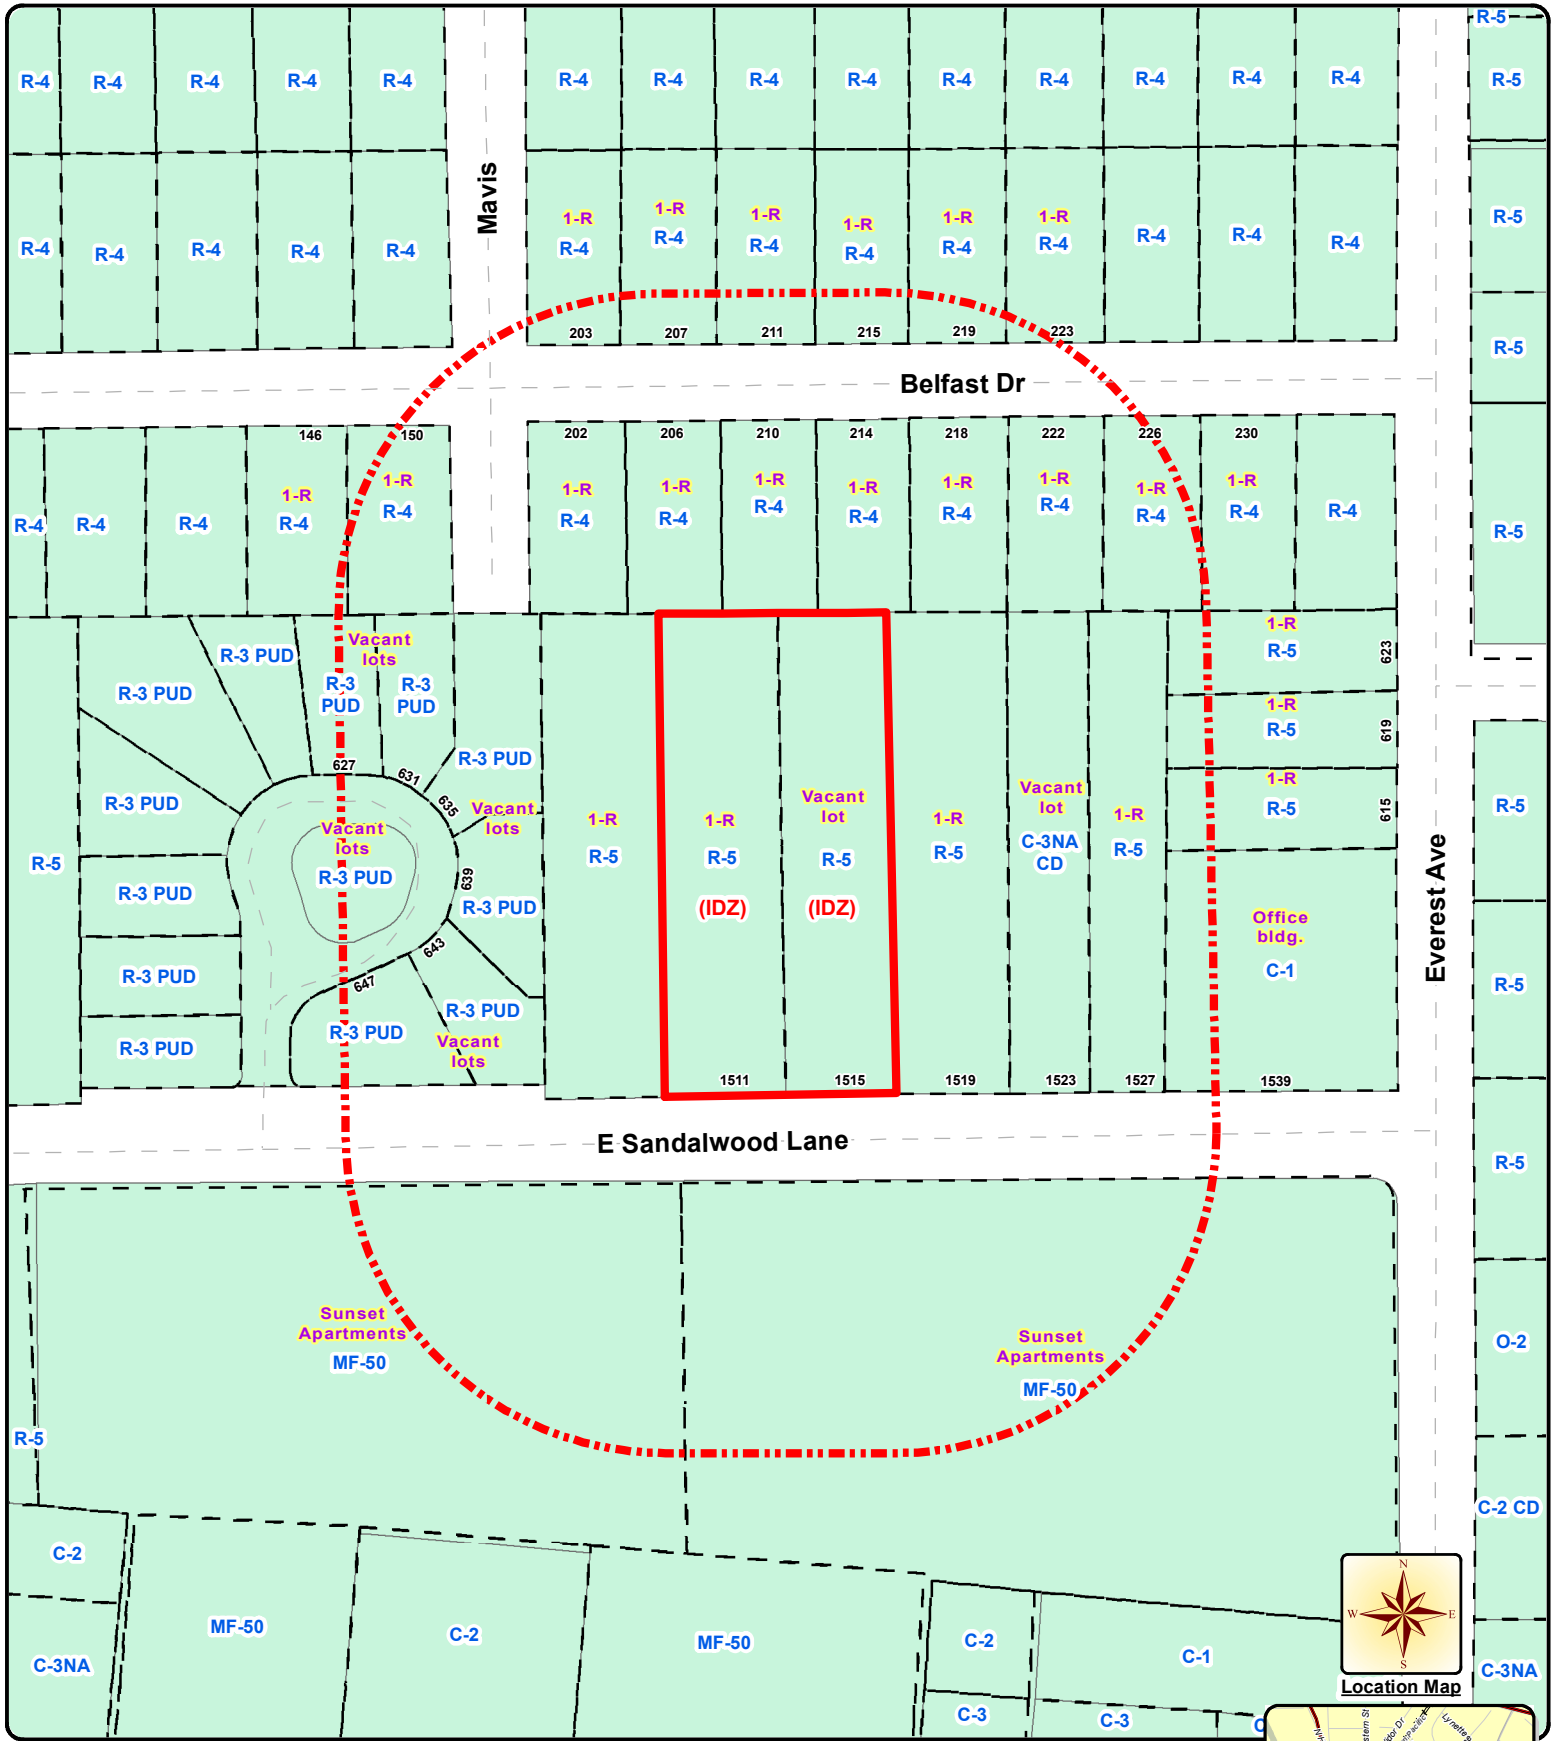 R-5
R-4 R-4 R-4 R-4 R-4 R-4 R-4 R-4 R-4 R-4 R-4 R-4 R-4 R-4 R-5
Mavis
1-R 1-R 1-R 1-R 1-R 1-R
R-4 R-4 R-4 R-4 R-4 R-4 R-4 R-4 R-4 R-4 R-4 R-4 R-4 R-4 R-5
203 207 211 215 219 223
R-5
Belfast Dr
146 150 202 206 210 214 218 222 226 230
1-R 1-R 1-R 1-R 1-R 1-R 1-R 1-R 1-R 1-R
R-4 R-4 R-4 R-4 R-4 R-4 R-4 R-4 R-4 R-4 R-4 R-4 R-4 R-4 R-5
1-R
R-5
623
1-R
R-5
619
1-R
R-5
615
R-3 PUD
Vacant
lots
R-3 PUD
R-3
PUD
R-3
PUD
627
631
635
R-3 PUD
R-3 PUD
Vacant
lots
Vacant
lots
R-3 PUD
639
R-3 PUD
643
647
R-5
R-3 PUD
R-3 PUD
R-3 PUD
R-3 PUD
R-3 PUD
Vacant
lots
1-R
R-5
1-R
R-5
(IDZ)
Vacant
lot
R-5
(IDZ)
1-R
R-5
Vacant
lot
C-3NA
CD
1-R
R-5
Office
bldg.
C-1
Everest Ave
R-5
R-5
1511 1515 1519 1523 1527 1539
E Sandalwood Lane
R-5
Sunset
Apartments
MF-50
Sunset
Apartments
MF-50
O-2
R-5
C-2 CD
C-2
MF-50
C-2
MF-50
C-2
C-1
C-3NA
C-3
C-3
C-3NA
N
W E
S
Location Map